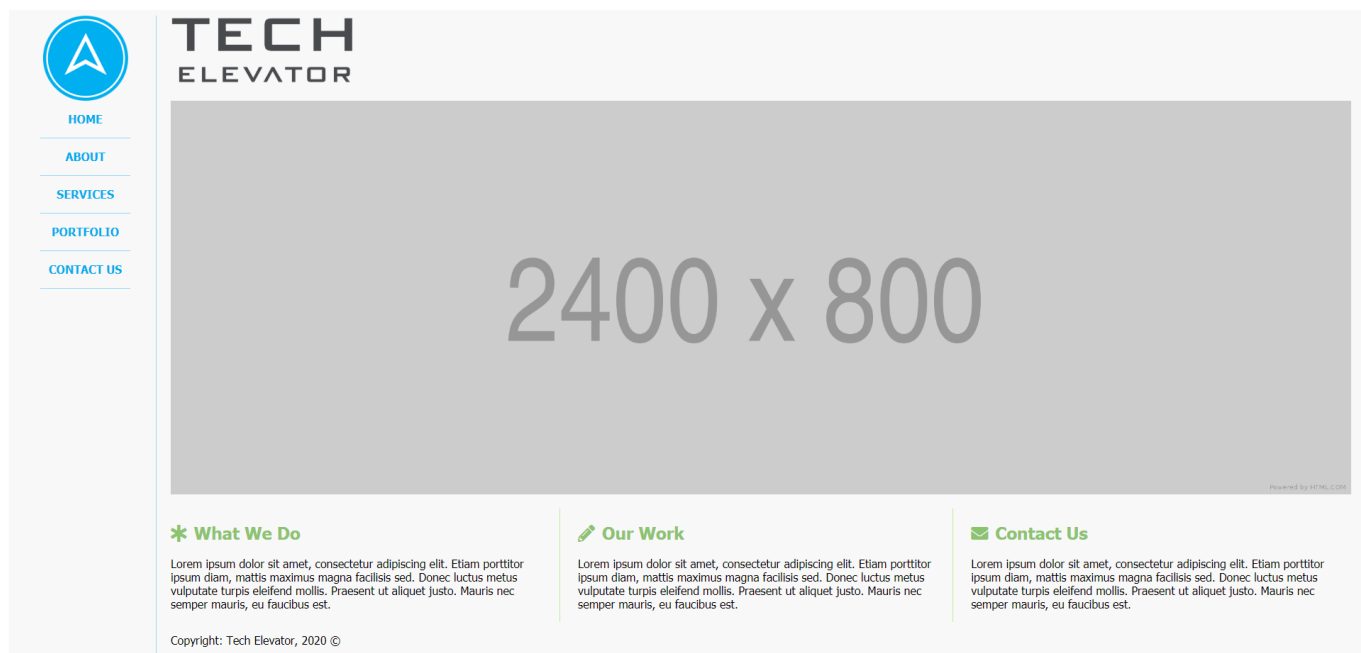 TECH
ELEVATOR
HOME
ABOUT
SERVICES
PORTFOLIO
CONTACT US
2400 x 800
Powered by HTML.COM
What We Do
Lorem ipsum dolor sit amet, consectetur adipiscing elit. Etiam porttitor
ipsum diam, mattis maximus magna facilisis sed. Donec luctus metus
vulputate turpis eleifend mollis. Praesent ut aliquet justo. Mauris nec
semper mauris, eu faucibus est.
Our Work
Lorem ipsum dolor sit amet, consectetur adipiscing elit. Etiam porttitor
ipsum diam, mattis maximus magna facilisis sed. Donec luctus metus
vulputate turpis eleifend mollis. Praesent ut aliquet justo. Mauris nec
semper mauris, eu faucibus est.
Contact Us
Lorem ipsum dolor sit amet, consectetur adipiscing elit. Etiam porttitor
ipsum diam, mattis maximus magna facilisis sed. Donec luctus metus
vulputate turpis eleifend mollis. Praesent ut aliquet justo. Mauris nec
semper mauris, eu faucibus est.
Copyright: Tech Elevator, 2020 ©